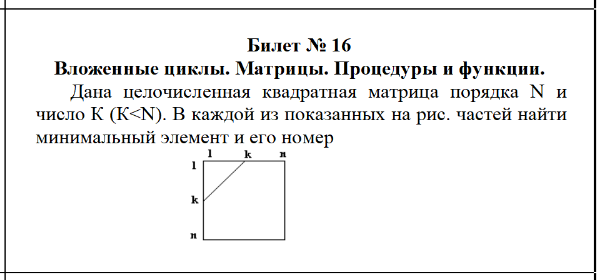 Билет № 16
Вложенные циклы. Матрицы. Процедуры и функции.
Дана целочисленная квадратная матрица порядка N и
число К (К<N). В каждой из показанных на рис. частей найти
минимальный элемент и его номер
1 k n
1
k
n